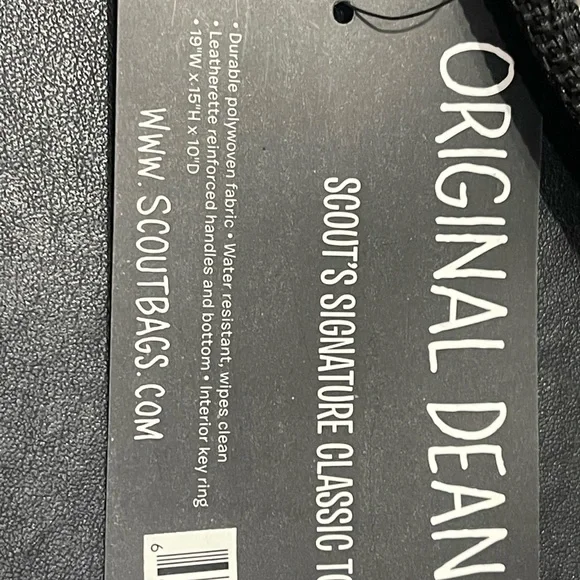 ORIGINAL DEAN
SCOUT'S SIGNATURE CLASSIC
• Durable polywoven fabric • Water resistant, wipes clean
• Leatherette reinforced handles and bottom • Interior key ring
• 19"W x 15"H x 10"D
WWW.SCOUTBAGS.COM
6